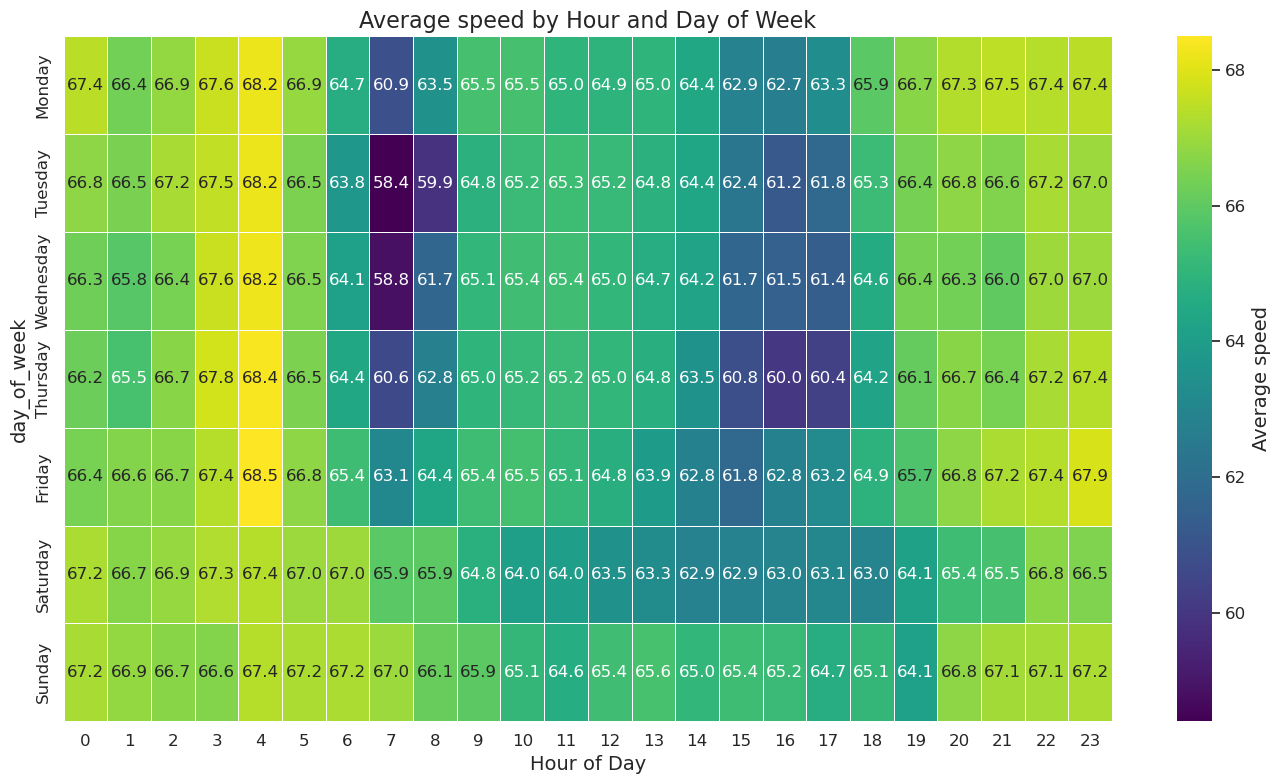 Average speed by Hour and Day of Week
day_of_week
Monday 67.4 66.4 66.9 67.6 68.2 66.9 64.7 60.9 63.5 65.5 65.5 65.0 64.9 65.0 64.4 62.9 62.7 63.3 65.9 66.7 67.3 67.5 67.4 67.4
Tuesday 66.8 66.5 67.2 67.5 68.2 66.5 63.8 58.4 59.9 64.8 65.2 65.3 65.2 64.8 64.4 62.4 61.2 61.8 65.3 66.4 66.8 66.6 67.2 67.0
Wednesday 66.3 65.8 66.4 67.6 68.2 66.5 64.1 58.8 61.7 65.1 65.4 65.4 65.0 64.7 64.2 61.7 61.5 61.4 64.6 66.4 66.3 66.0 67.0 67.0
Thursday 66.2 65.5 66.7 67.8 68.4 66.5 64.4 60.6 62.8 65.0 65.2 65.2 65.0 64.8 63.5 60.8 60.0 60.4 64.2 66.1 66.7 66.4 67.2 67.4
Friday 66.4 66.6 66.7 67.4 68.5 66.8 65.4 63.1 64.4 65.4 65.5 65.1 64.8 63.9 62.8 61.8 62.8 63.2 64.9 65.7 66.8 67.2 67.4 67.9
Saturday 67.2 66.7 66.9 67.3 67.4 67.0 67.0 65.9 65.9 64.8 64.0 64.0 63.5 63.3 62.9 62.9 63.0 63.1 63.0 64.1 65.4 65.5 66.8 66.5
Sunday 67.2 66.9 66.7 66.6 67.4 67.2 67.2 67.0 66.1 65.9 65.1 64.6 65.4 65.6 65.0 65.4 65.2 64.7 65.1 64.1 66.8 67.1 67.1 67.2
0 1 2 3 4 5 6 7 8 9 10 11 12 13 14 15 16 17 18 19 20 21 22 23
Hour of Day
68
66
64
62
60
Average speed